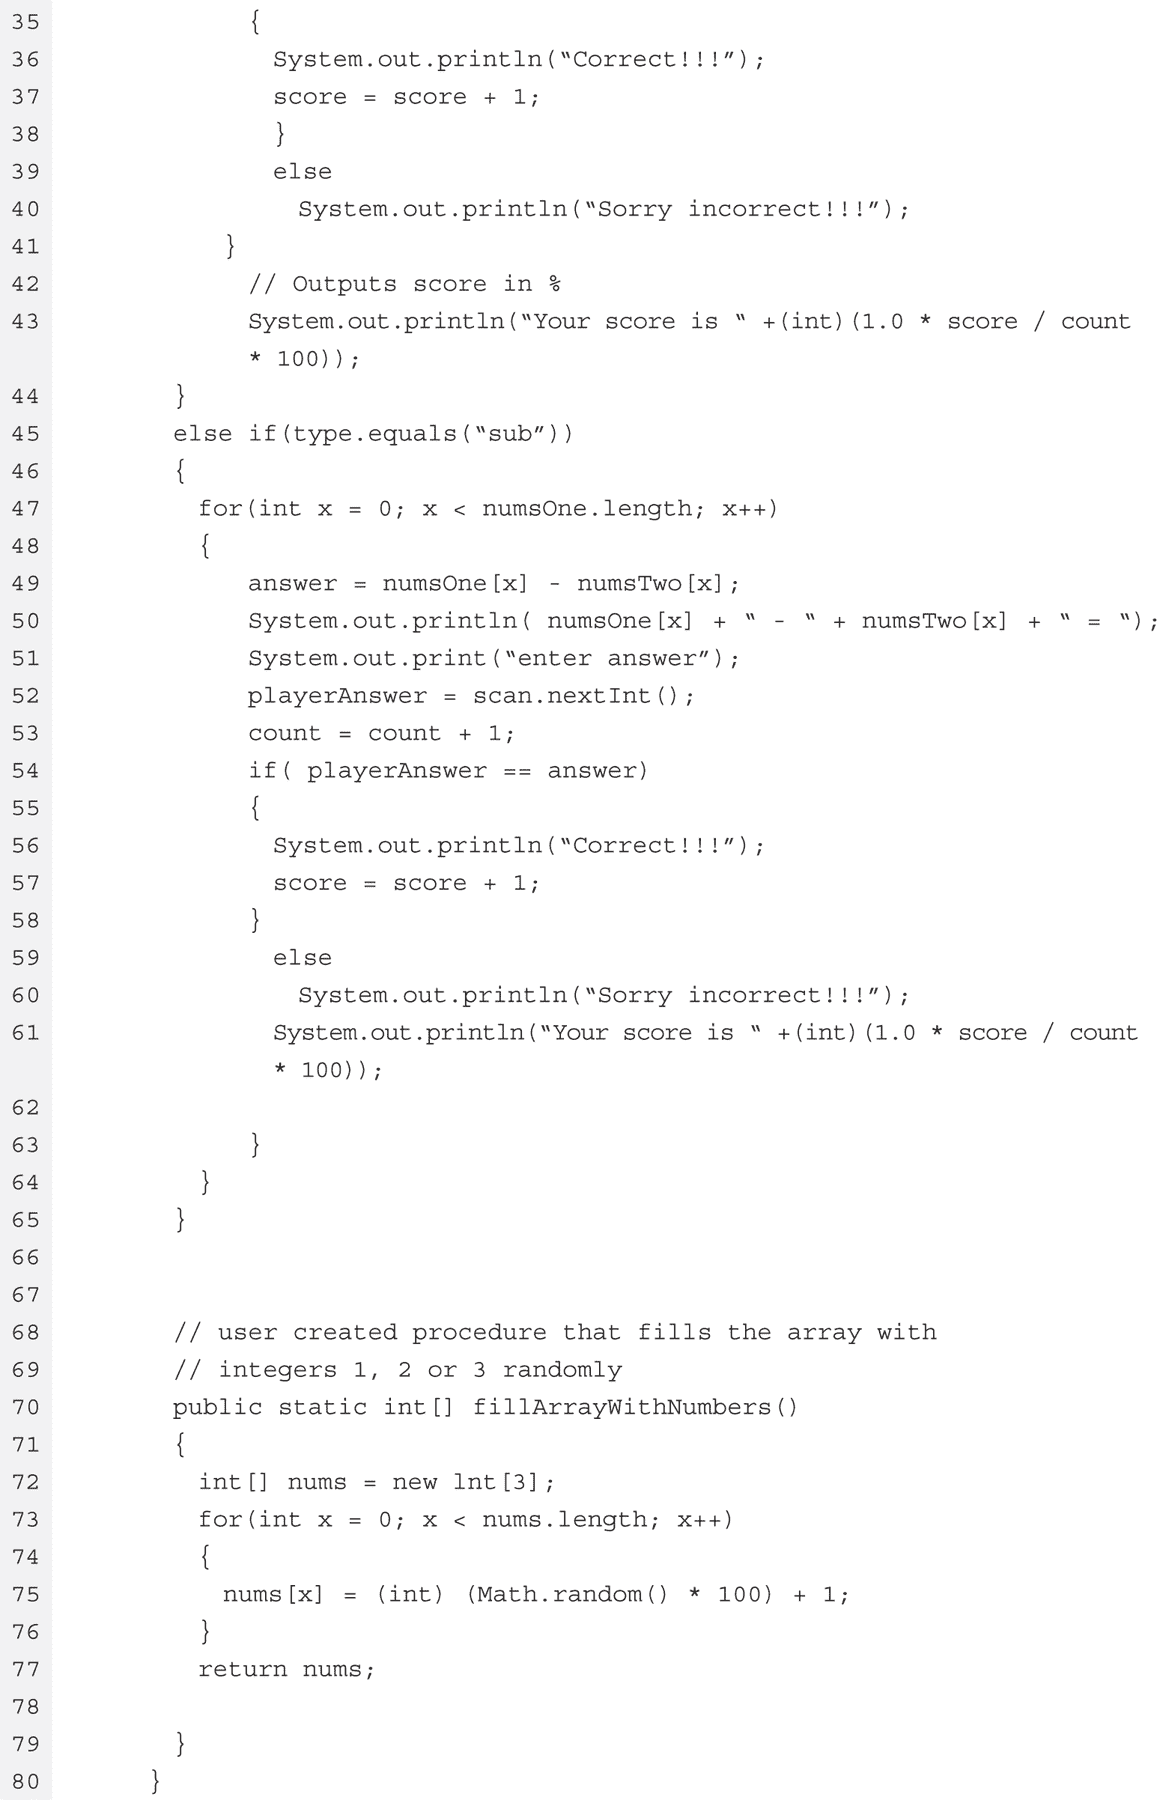 35 {
36 System.out.println(“Correct!!!”);
37 score = score + 1;
38 }
39 else
40 System.out.println(“Sorry incorrect!!!”);
41 }
42 // Outputs score in %
43 System.out.println(“Your score is “ +(int)(1.0 * score / count
* 100));
44 }
45 else if(type.equals(“sub”))
46 {
47 for(int x = 0; x < numsOne.length; x++)
48 {
49 answer = numsOne[x] - numsTwo[x];
50 System.out.println( numsOne[x] + “ - “ + numsTwo[x] + “ = “);
51 System.out.print(“enter answer”);
52 playerAnswer = scan.nextInt();
53 count = count + 1;
54 if( playerAnswer == answer)
55 {
56 System.out.println(“Correct!!!”);
57 score = score + 1;
58 }
59 else
60 System.out.println(“Sorry incorrect!!!”);
61 System.out.println(“Your score is “ +(int)(1.0 * score / count
* 100));
62
63 }
64 }
65 }
66
67
68 // user created procedure that fills the array with
69 // integers 1, 2 or 3 randomly
70 public static int[] fillArrayWithNumbers()
71 {
72 int[] nums = new lnt[3];
73 for(int x = 0; x < nums.length; x++)
74 {
75 nums[x] = (int) (Math.random() * 100) + 1;
76 }
77 return nums;
78
79 }
80 }